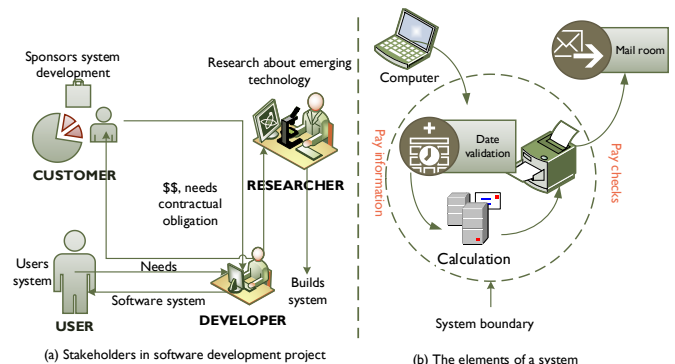 Sponsors system
development
CUSTOMER
Research about emerging
technology
RESEARCHER
$$, needs
contractual
obligation
Users
system
USER
Needs
Software system
DEVELOPER
Builds
system
(a) Stakeholders in software development project
Computer
Mail room
Date
validation
Pay information
Pay checks
Calculation
System boundary
(b) The elements of a system